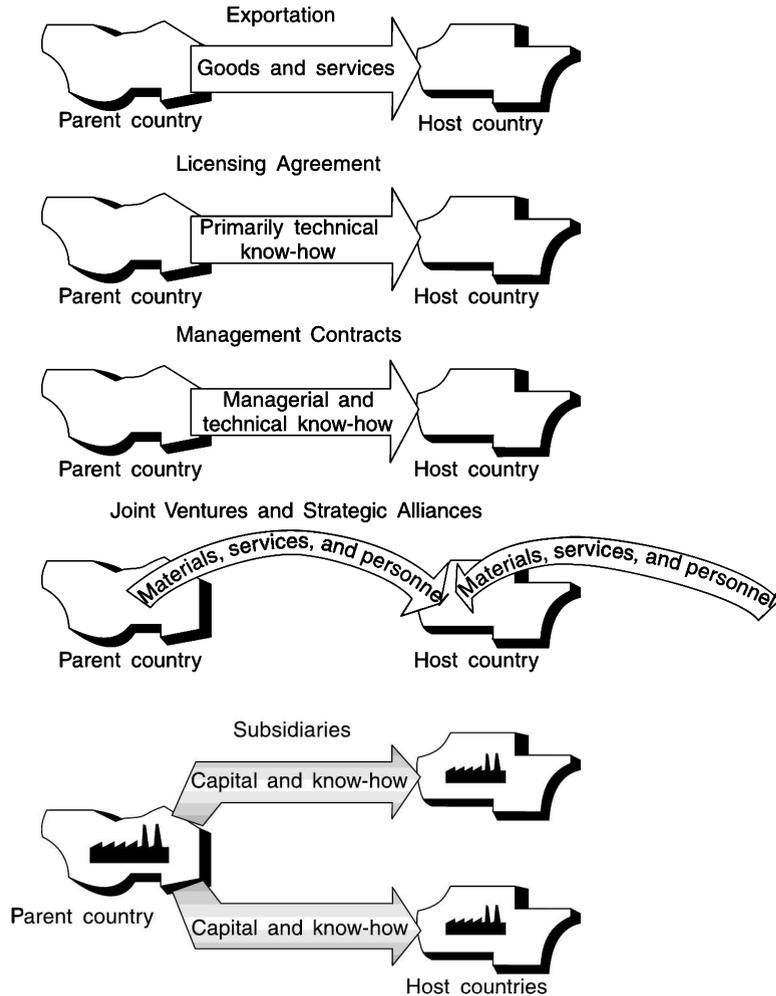 Exportation
Goods and services
Parent country
Host country
Licensing Agreement
Primarily technical
know-how
Parent country
Host country
Management Contracts
Managerial and
technical know-how
Parent country
Host country
Joint Ventures and Strategic Alliances
Materials, services, and personnel
Materials, services, and personnel
Parent country
Host country
Subsidiaries
Capital and know-how
Parent country
Capital and know-how
Host countries